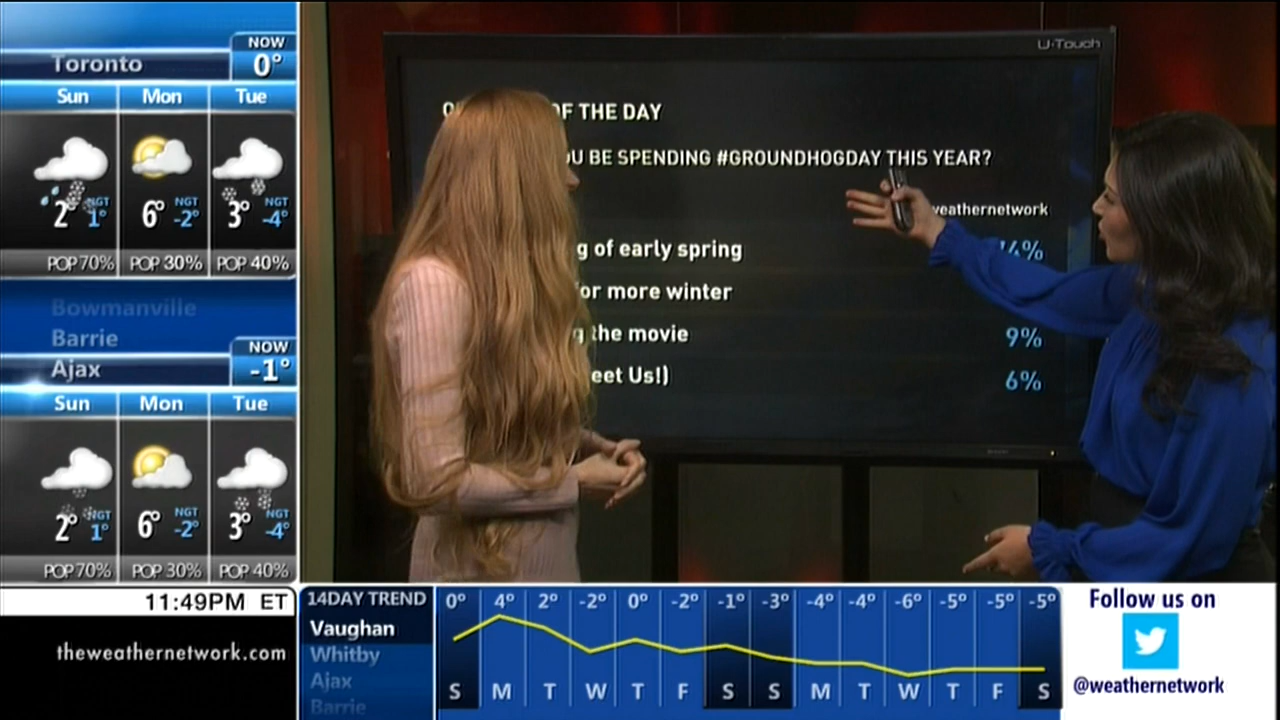 Toronto
NOW
0°
Sun Mon Tue
2° NGT 1° 6° NGT -2° 3° NGT -4°
POP 70% POP 30% POP 40%
Bowmanville
Barrie
Ajax
NOW
-1°
Sun Mon Tue
2° NGT 1° 6° NGT -2° 3° NGT -4°
POP 70% POP 30% POP 40%
11:49PM ET
theweathernetwork.com
U-Touch
OF THE DAY
U BE SPENDING #GROUNDHOGDAY THIS YEAR?
weathernetwork
g of early spring
for more winter
g the movie 9%
eet Us!) 6%
14DAY TREND
Vaughan
Whitby
Ajax
Barrie
0° 4° 2° -2° 0° -2° -1° -3° -4° -4° -6° -5° -5° -5°
S M T W T F S S M T W T F S
Follow us on
@weathernetwork